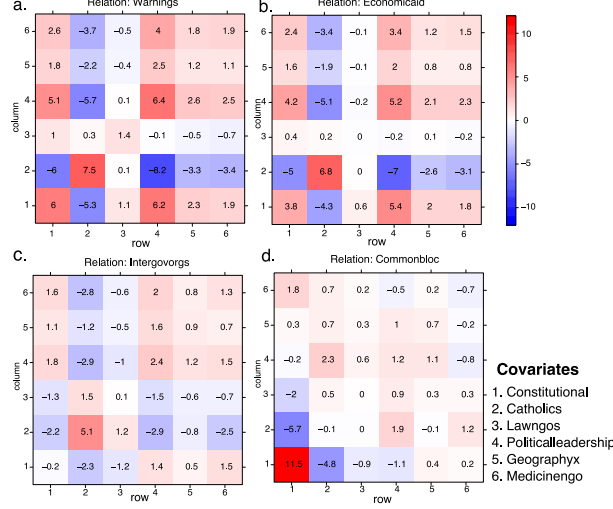 a.
Relation: Warnings
6 2.6 −3.7 −0.5 4 1.8 1.9
5 1.8 −2.2 −0.4 2.5 1.2 1.1
4 5.1 −5.7 0.1 6.4 2.6 2.5
3 1 0.3 1.4 −0.1 −0.5 −0.7
2 −6 7.5 0.1 −8.2 −3.3 −3.4
1 6 −5.3 1.1 6.2 2.3 1.9
1 2 3 4 5 6
column
row
b.
Relation: Economicaid
6 2.4 −3.4 −0.1 3.4 1.2 1.5
5 1.6 −1.9 −0.1 2 0.8 0.8
4 4.2 −5.1 −0.2 5.2 2.1 2.3
3 0.4 0.2 0 −0.2 0.1 −0.2
2 −5 6.8 0 −7 −2.6 −3.1
1 3.8 −4.3 0.6 5.4 2 1.8
1 2 3 4 5 6
column
row
10
5
0
−5
−10
c.
Relation: Intergovorgs
6 1.6 −2.8 −0.6 2 0.8 1.3
5 1.1 −1.2 −0.5 1.6 0.9 0.7
4 1.8 −2.9 −1 2.4 1.2 1.5
3 −1.3 1.5 0.1 −1.5 −0.6 −0.7
2 −2.2 5.1 1.2 −2.9 −0.8 −2.5
1 −0.2 −2.3 −1.2 1.4 0.5 1.5
1 2 3 4 5 6
column
row
d.
Relation: Commonbloc
6 1.8 0.7 0.2 −0.5 0.2 −0.7
5 0.3 0.7 0.3 1 0.7 −0.2
4 −0.2 2.3 0.6 1.2 1.1 −0.8
3 −2 0.5 0 0.9 0.3 0.3
2 −5.7 −0.1 0 1.9 −0.1 1.2
1 11.5 −4.8 −0.9 −1.1 0.4 0.2
1 2 3 4 5 6
column
row
Covariates
1. Constitutional
2. Catholics
3. Lawngos
4. Politicalleadership
5. Geographyx
6. Medicinengo